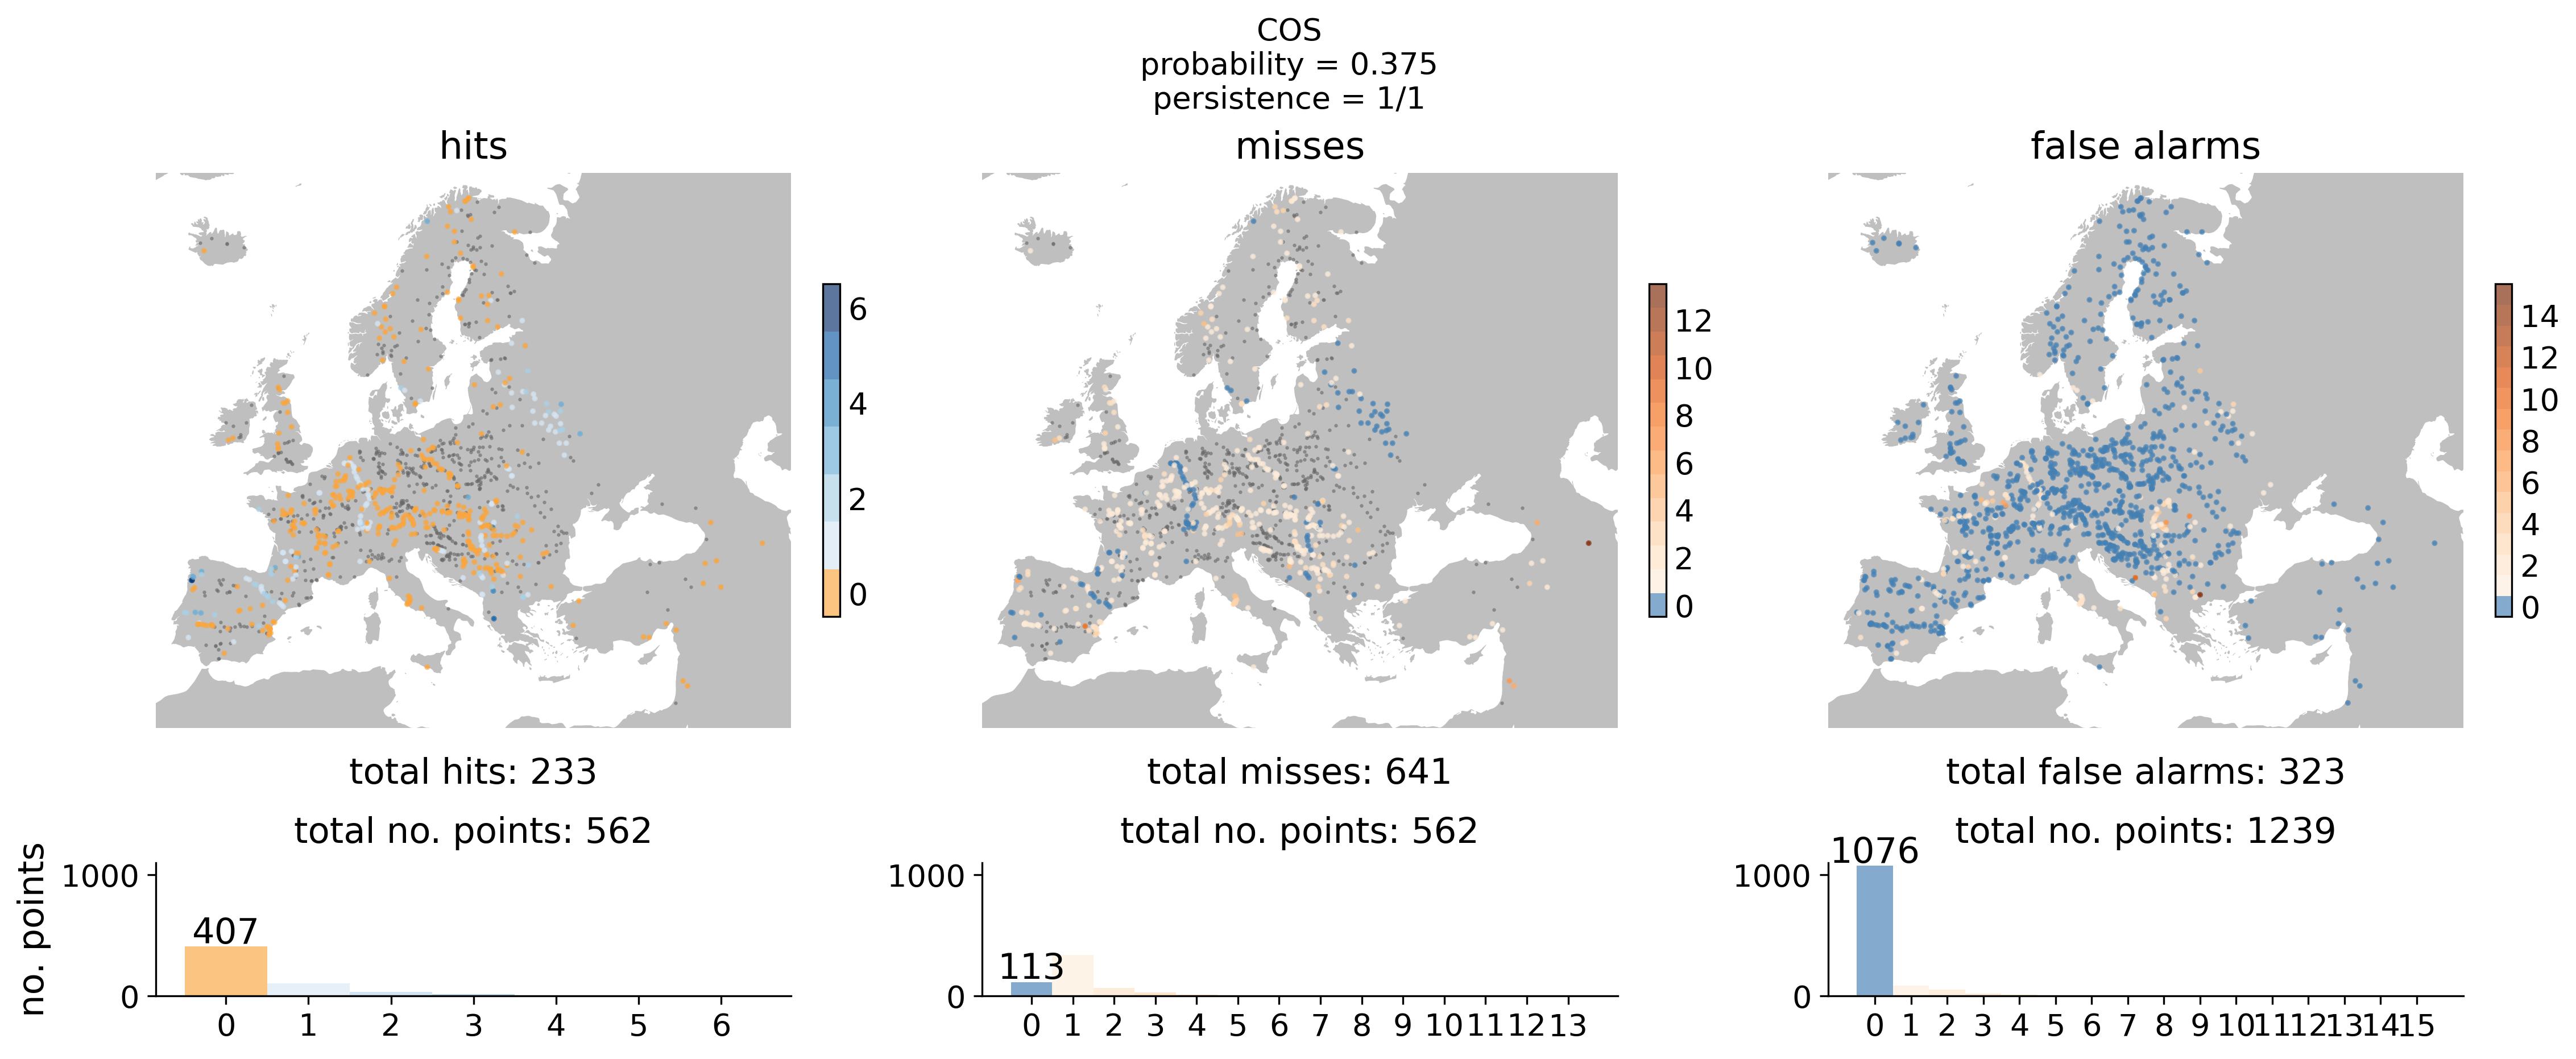 COS
probability = 0.375
persistence = 1/1
hits
misses
false alarms
6
4
2
0
12
10
8
6
4
2
0
14
12
10
8
6
4
2
0
total hits: 233
total misses: 641
total false alarms: 323
total no. points: 562
total no. points: 562
total no. points: 1239
no. points
1000
0
407
0 1 2 3 4 5 6
1000
0
113
0 1 2 3 4 5 6 7 8 9 10 11 12 13
1000
0
1076
0 1 2 3 4 5 6 7 8 9 10 11 12 13 14 15